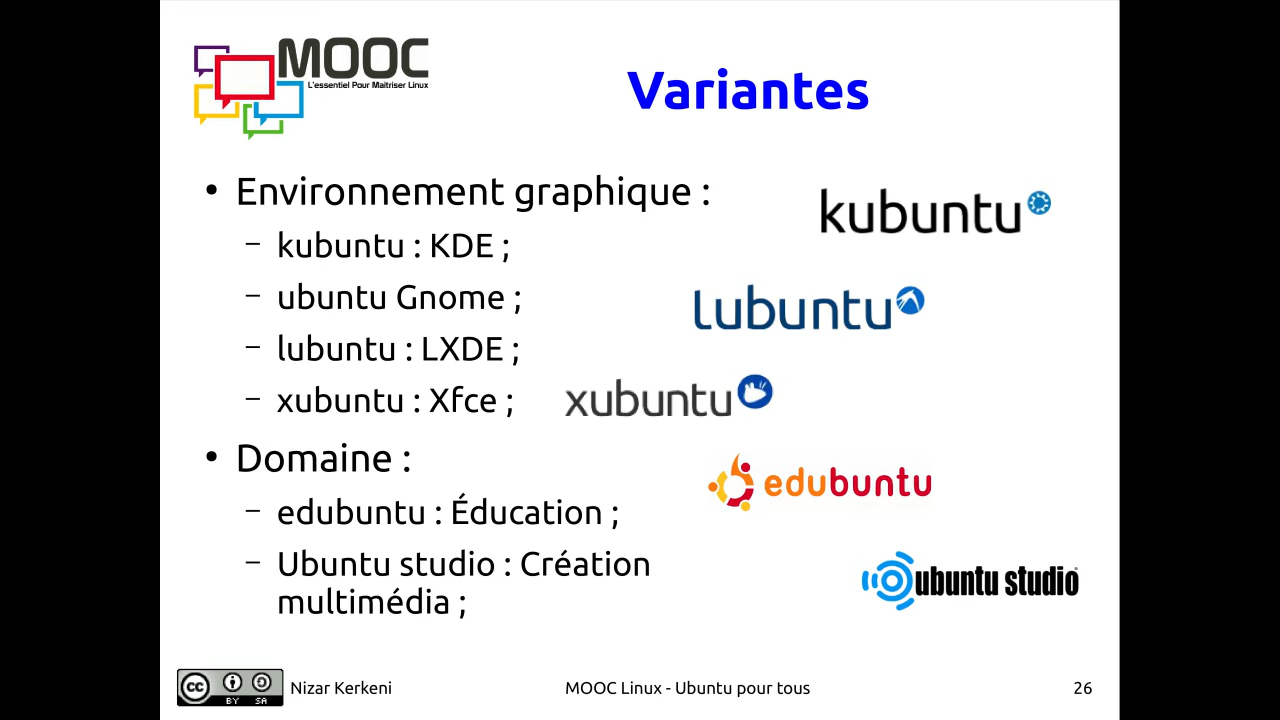 MOOC
L'essentiel Pour Maitriser Linux
Variantes
• Environnement graphique :
– kubuntu : KDE ;
– ubuntu Gnome ;
– lubuntu : LXDE ;
– xubuntu : Xfce ;
• Domaine :
– edubuntu : Éducation ;
– Ubuntu studio : Création
multimédia ;
kubuntu
lubuntu
xubuntu
edubuntu
ubuntu studio
cc BY SA
Nizar Kerkeni
MOOC Linux - Ubuntu pour tous
26